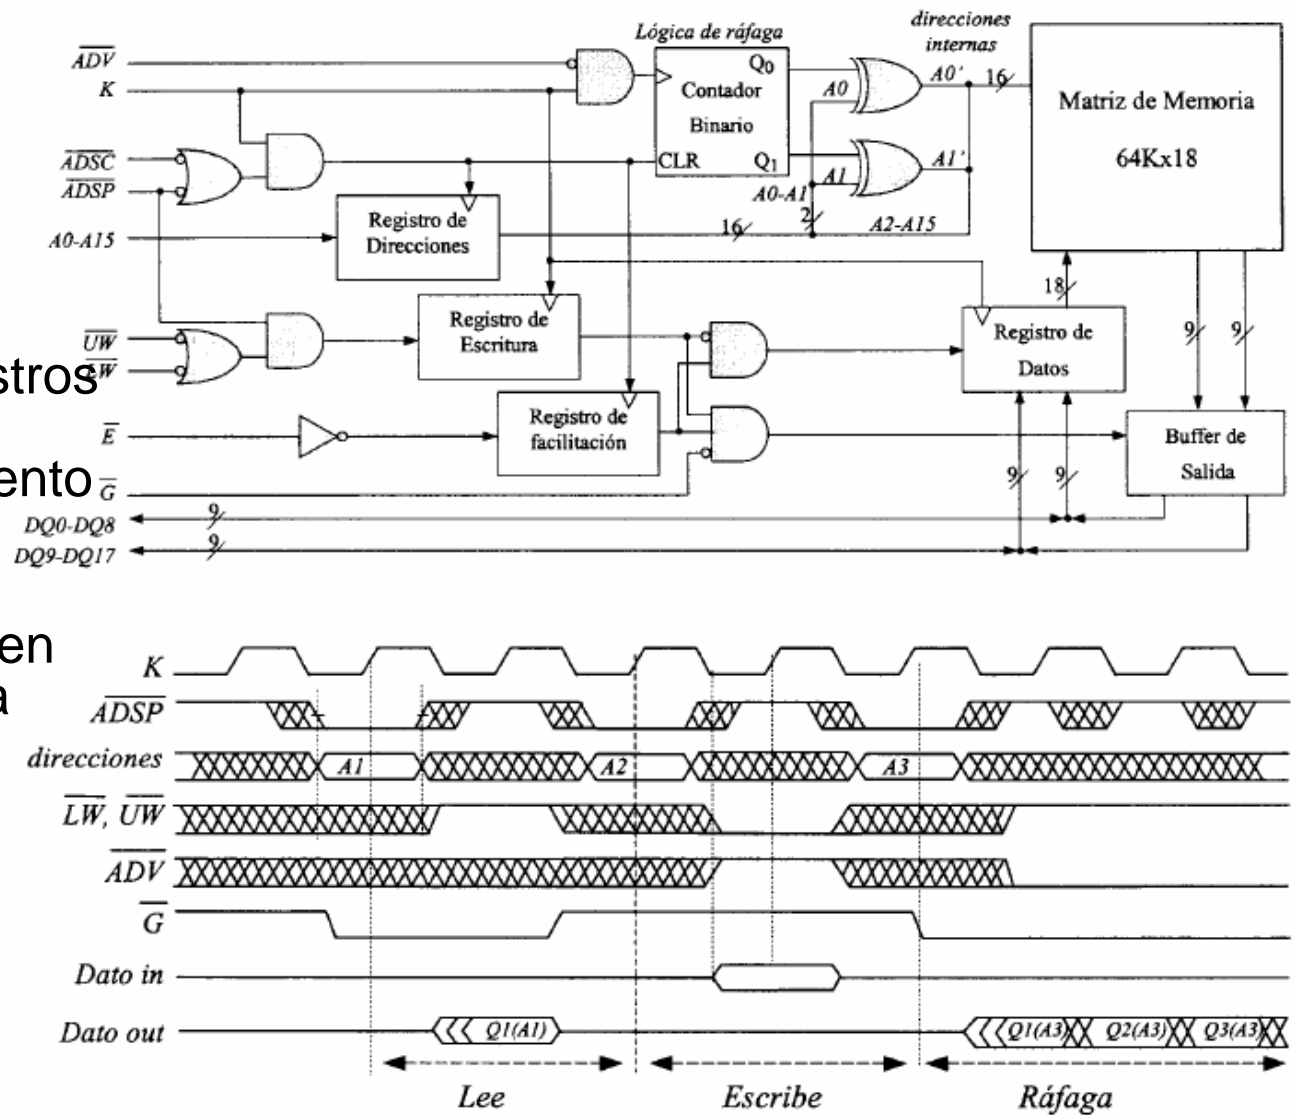 direcciones
internas
Lógica de ráfaga
ADV
K
Q0
Contador
Binario
CLR
Q1
A0
A0'
16
A1
A1'
A0-A1
2
A2-A15
Matriz de Memoria
64Kx18
ADSC
ADSP
A0-A15
Registro de
Direcciones
16
18
UW
LW
stros
Registro de
Escritura
Registro de
Datos
9
9
E
Registro de
facilitación
Buffer de
Salida
9
9
ento
G
DQ0-DQ8
9
DQ9-DQ17
9
en
a
K
ADSP
direcciones
A1
A2
A3
LW, UW
ADV
G
Dato in
Dato out
Q1(A1)
Q1(A3)
Q2(A3)
Q3(A3)
Lee
Escribe
Ráfaga